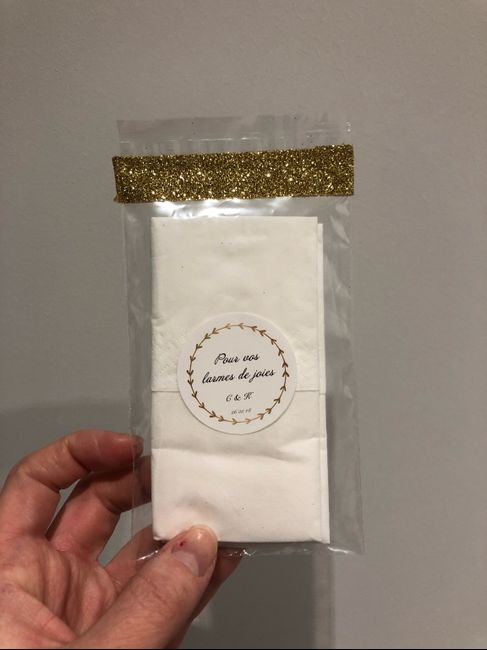 Pour vos
larmes de joies
C & K